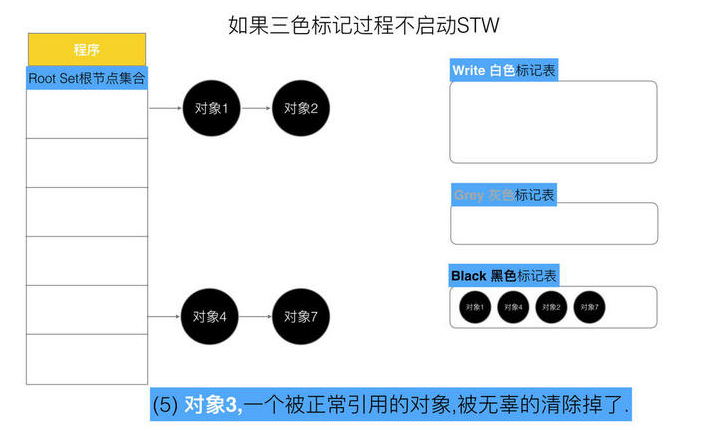 如果三色标记过程不启动STW
程序
Root Set根节点集合
对象1
对象2
对象4
对象7
Write 白色标记表
Grey 灰色标记表
Black 黑色标记表
对象1 对象4 对象2 对象7
(5) 对象3,一个被正常引用的对象,被无辜的清除掉了.